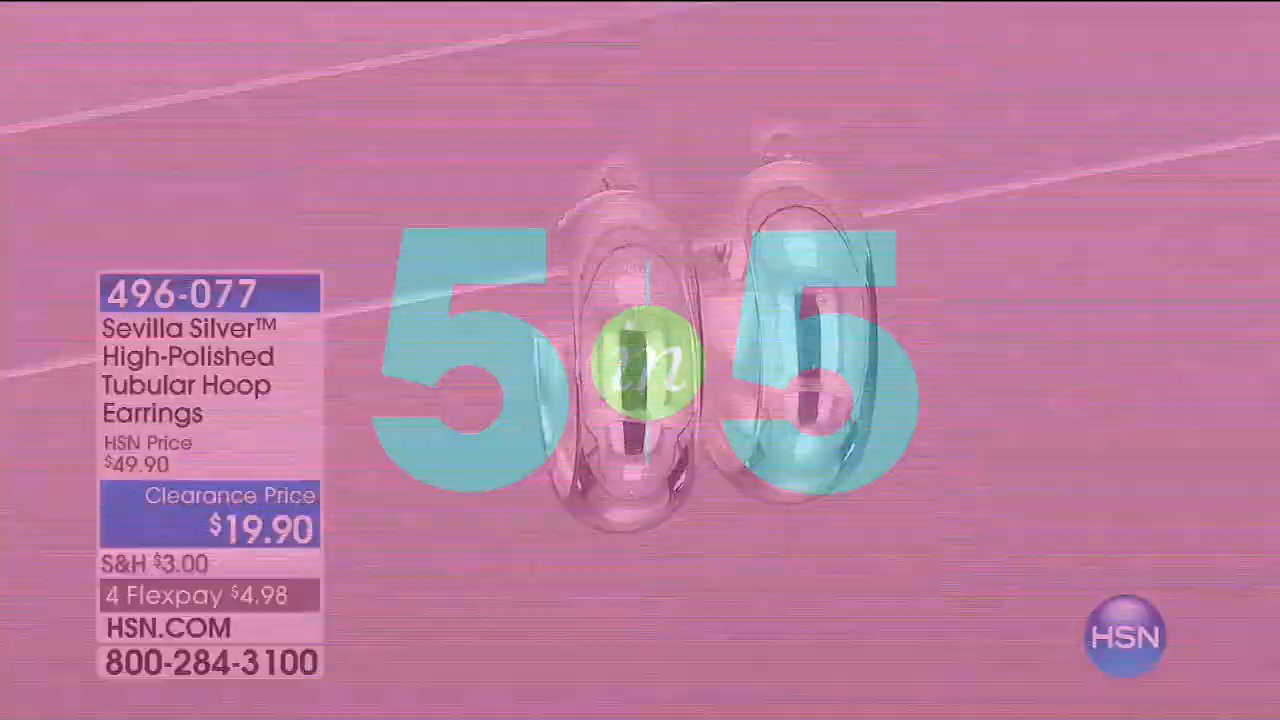 496-077
Sevilla Silver™
High-Polished
Tubular Hoop
Earrings
HSN Price
$49.90
Clearance Price
$19.90
S&H $3.00
4 Flexpay $4.98
HSN.COM
800-284-3100
5 in 5
HSN